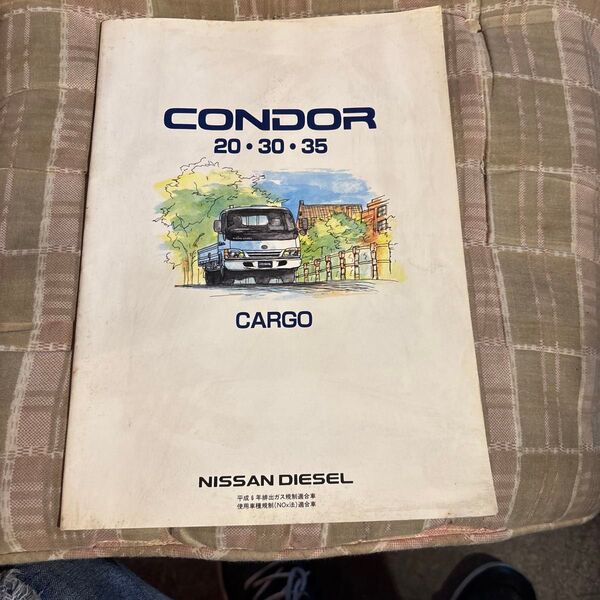 CONDOR
20・30・35
CARGO
NISSAN DIESEL
平成6年排出ガス規制適合車
使用車種規制(NOx法)適合車